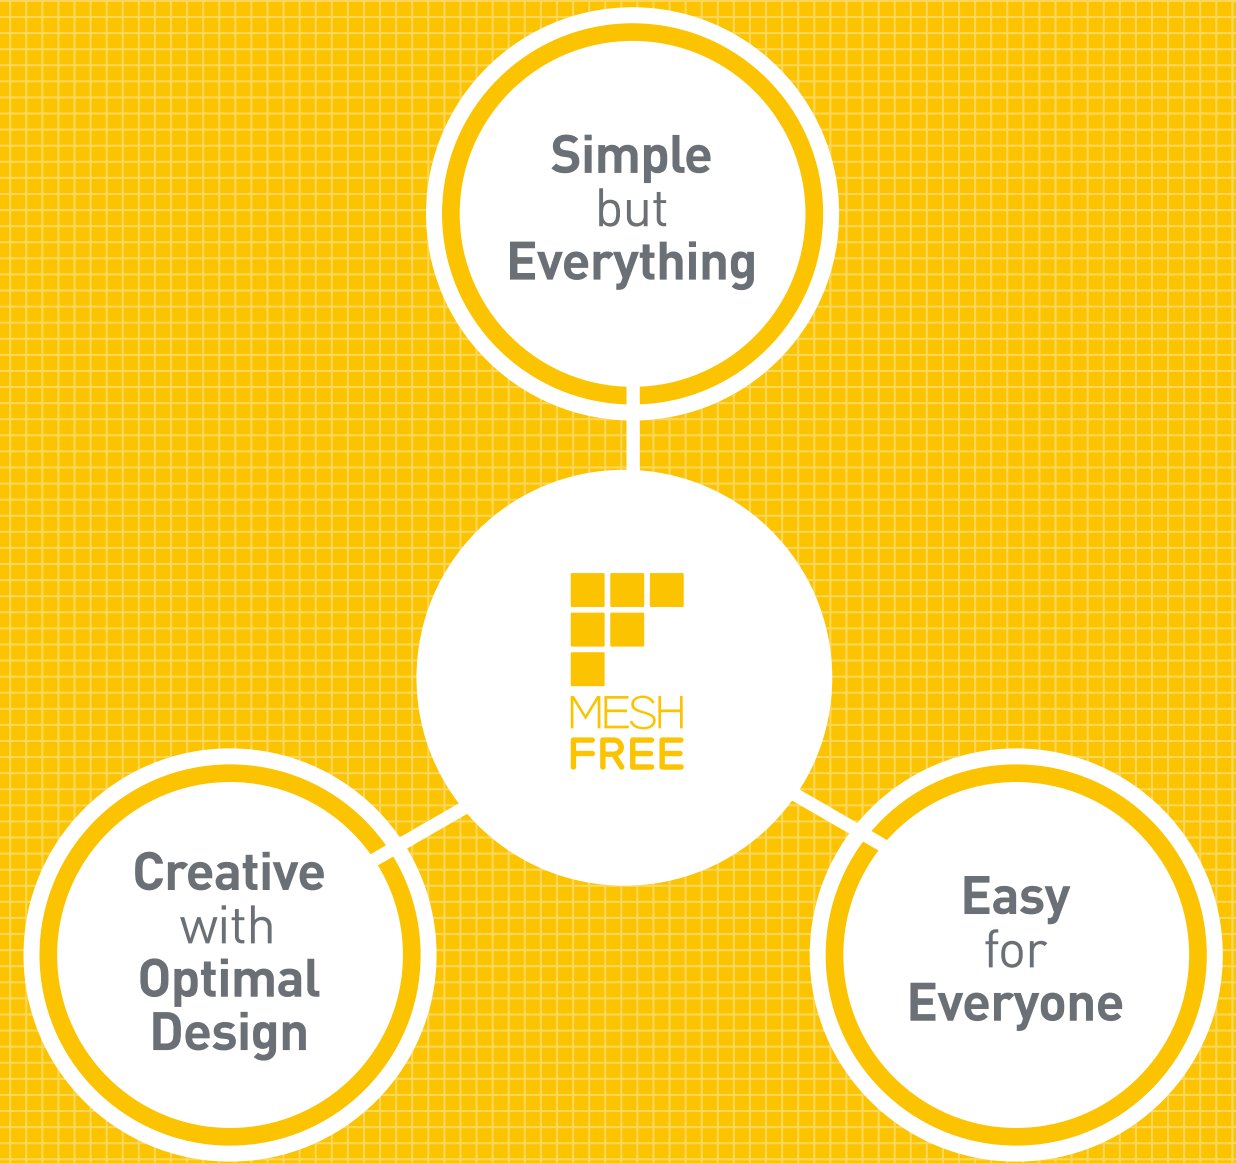 Simple
but
Everything
MESH
FREE
Creative
with
Optimal
Design
Easy
for
Everyone